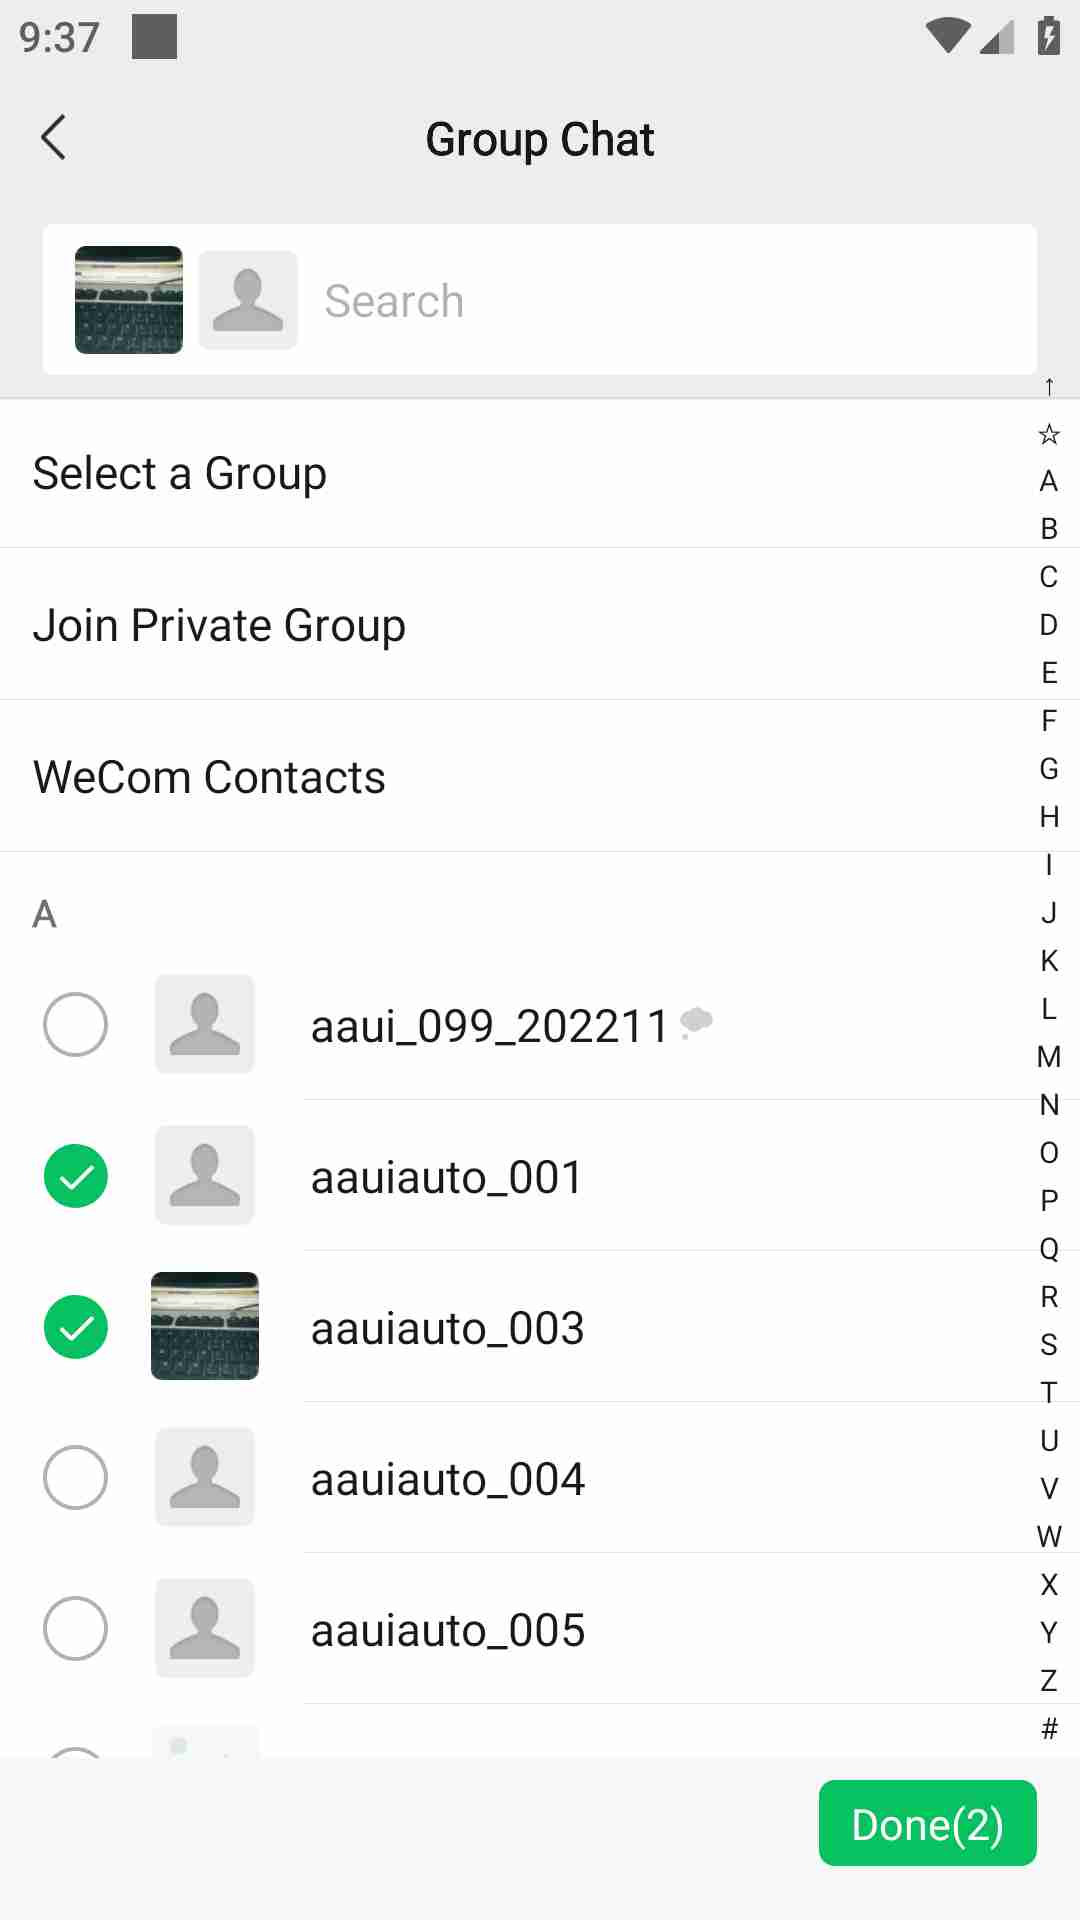 9:37
Group Chat
Search
↑
☆
Select a Group
A
B
Join Private Group
C
D
E
WeCom Contacts
F
G
H
I
A
J
K
aaui_099_202211
L
M
N
aauiauto_001
O
P
Q
aauiauto_003
R
S
T
aauiauto_004
U
V
W
aauiauto_005
X
Y
Z
#
Done(2)